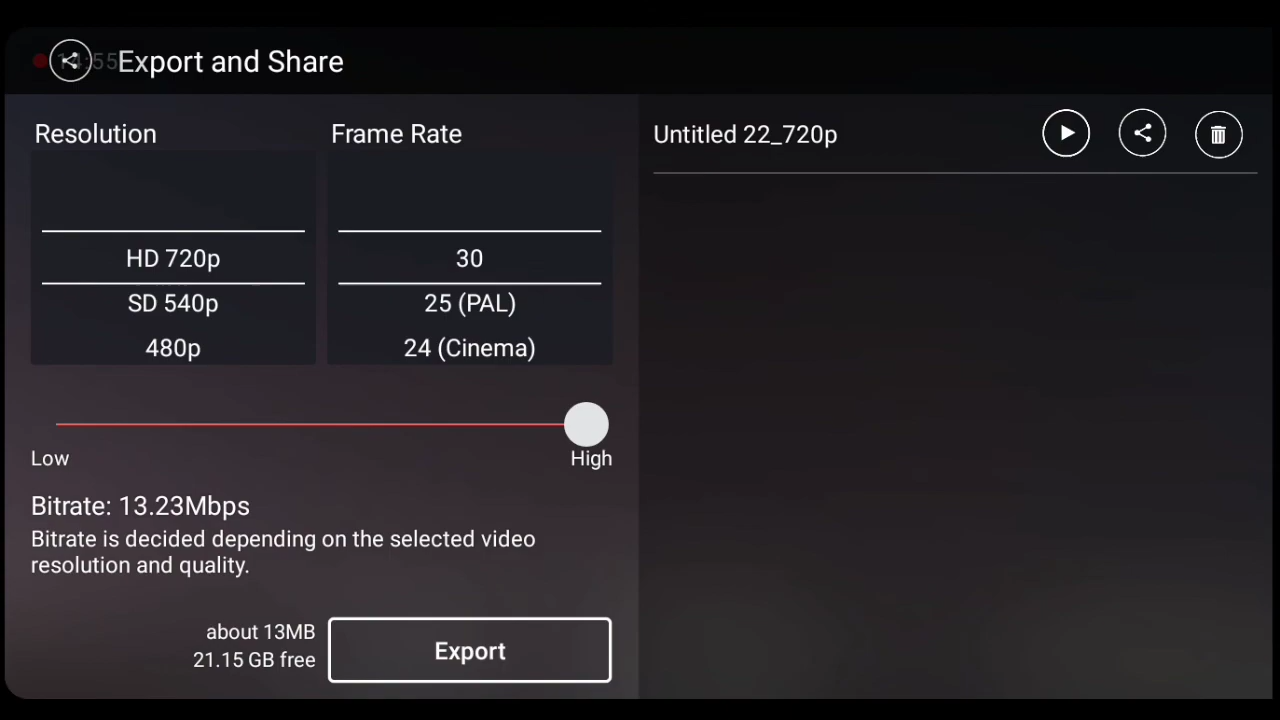 14:55
Export and Share
Resolution
Frame Rate
HD 720p
SD 540p
480p
30
25 (PAL)
24 (Cinema)
Low
High
Bitrate: 13.23Mbps
Bitrate is decided depending on the selected video
resolution and quality.
about 13MB
21.15 GB free
Export
Untitled 22_720p